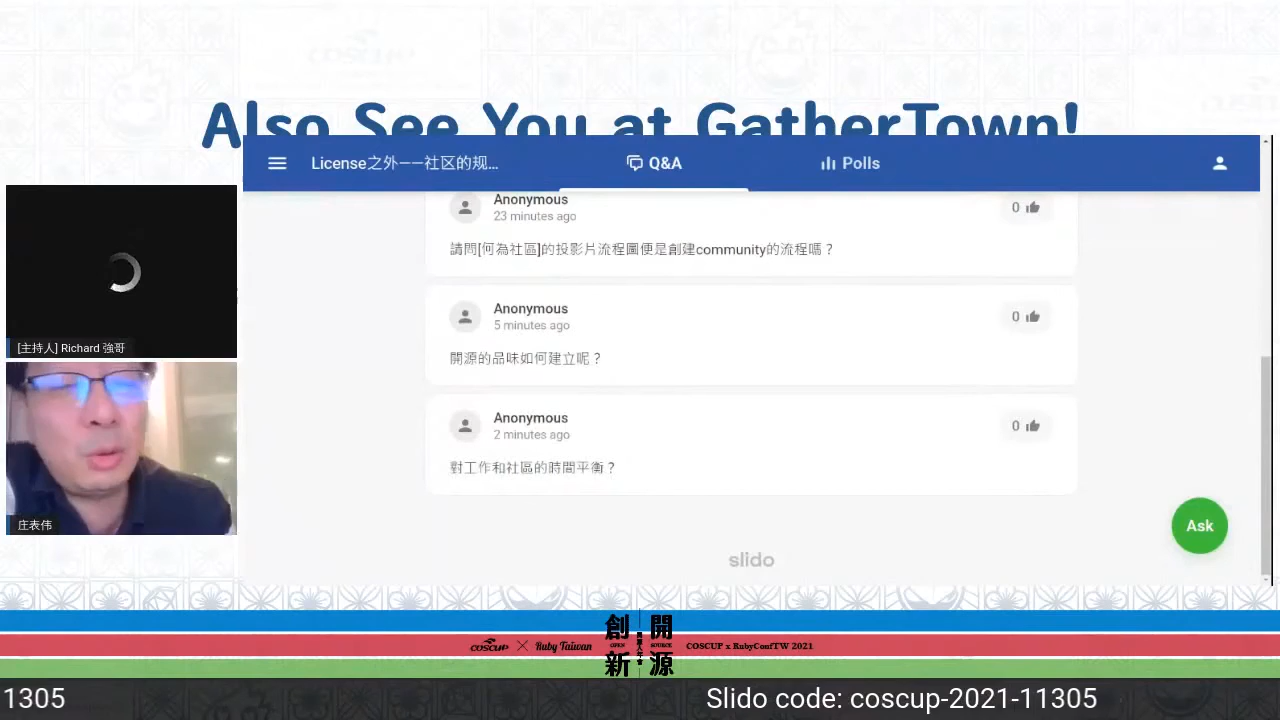 Also See You at GatherTown!
License之外——社区的规...
Q&A
Polls
Anonymous
23 minutes ago
0
請問[何為社區]的投影片流程圖便是創建community的流程嗎？
Anonymous
5 minutes ago
0
開源的品味如何建立呢？
Anonymous
2 minutes ago
0
對工作和社區的時間平衡？
Ask
slido
[主持人] Richard 強哥
庄表伟
COSCUP
Ruby Taiwan
創 開
OPEN SOURCE
新 源
COSCUP x RubyConfTW 2021
1305
Slido code: coscup-2021-11305